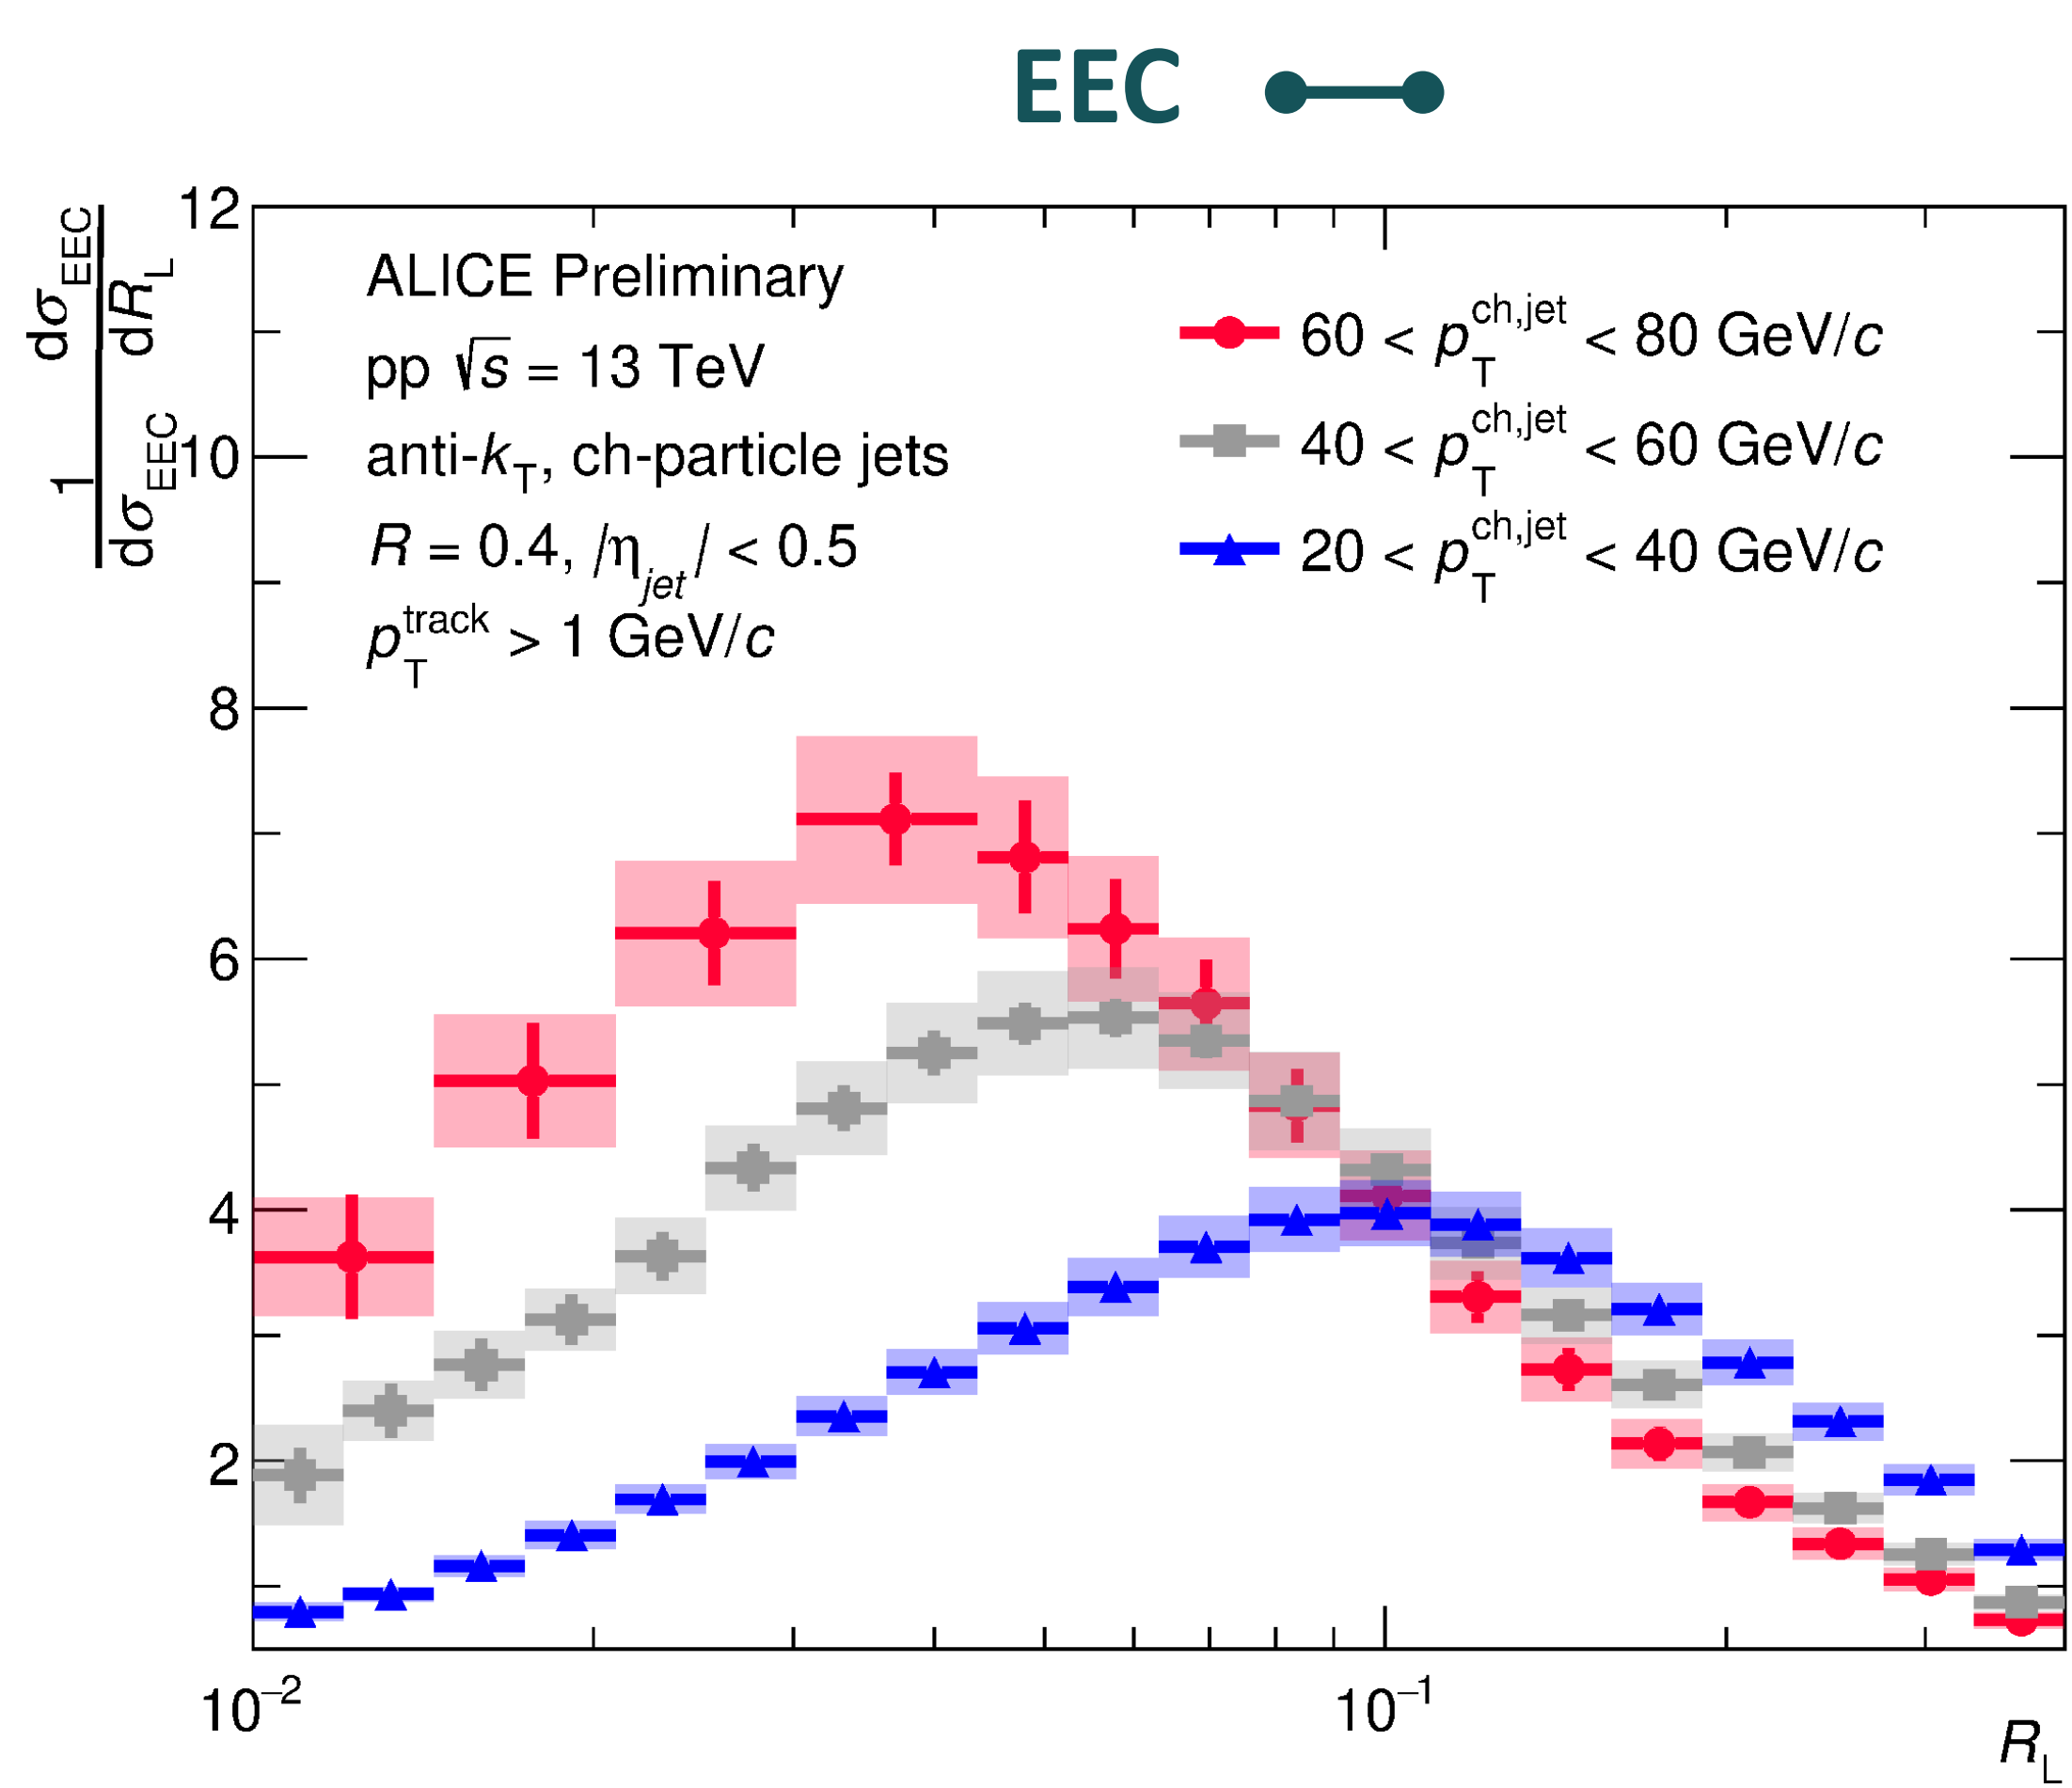 EEC
1 dσEEC
dσEEC dRL
ALICE Preliminary
pp √s = 13 TeV
anti-kT, ch-particle jets
R = 0.4, /ηjet/ < 0.5
pTtrack > 1 GeV/c
60 < pTch,jet < 80 GeV/c
40 < pTch,jet < 60 GeV/c
20 < pTch,jet < 40 GeV/c
12
10
8
6
4
2
10−2
10−1
RL